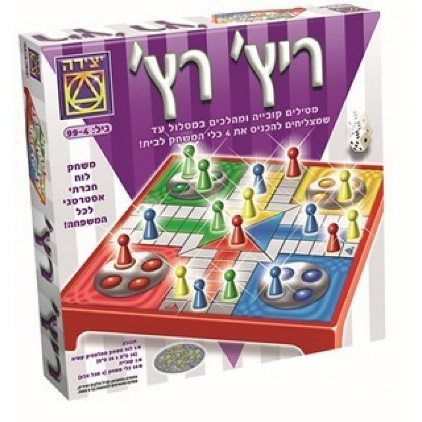 יצירה
ריץ' רץ'
גיל: 99-4
מטילים קובייה ומהלכים במסלול עד
שמצליחים להכניס את 4 כלי המשחק לבית!
משחק
לוח
חברתי
אסטרטגי
לכל
המשפחה!